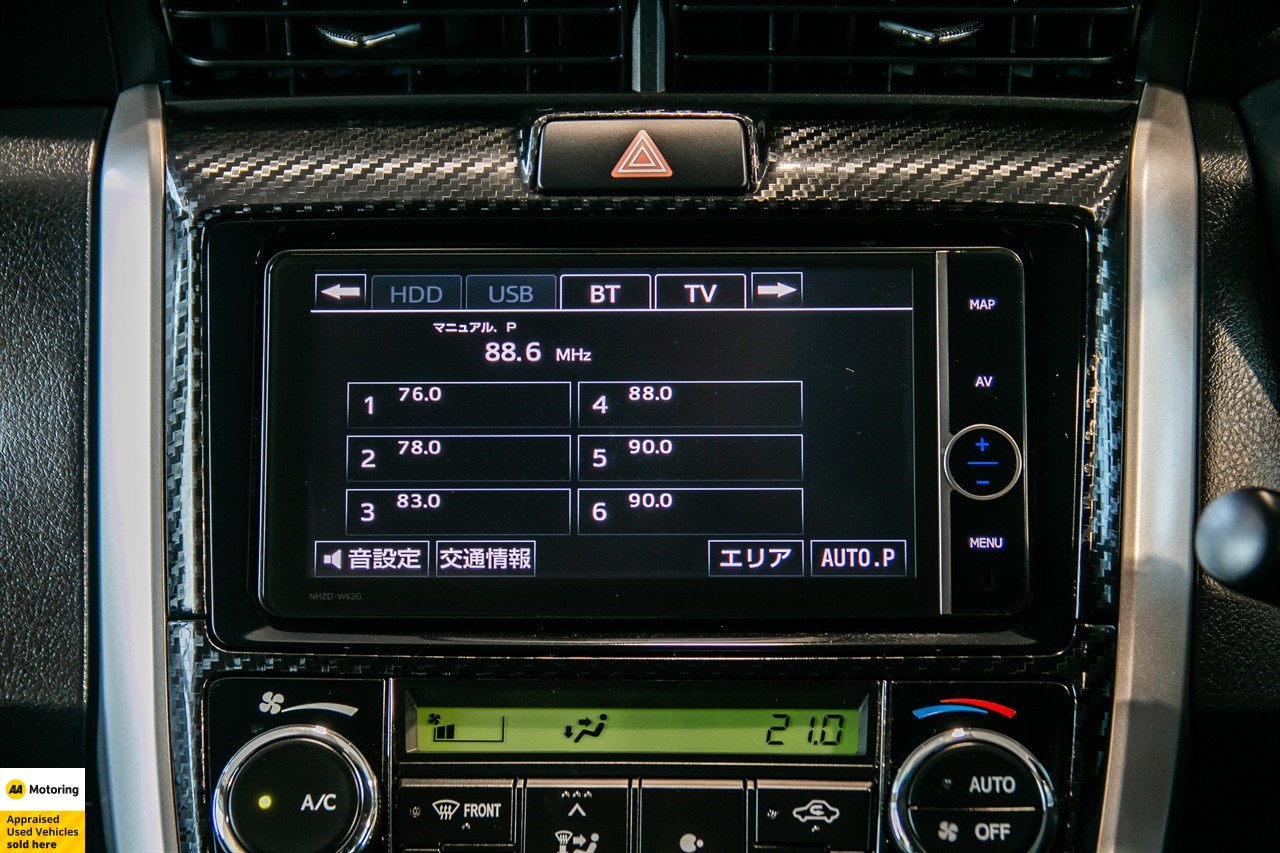 HDD USB BT TV
マニュアル、P
88.6 MHz
1 76.0
4 88.0
2 78.0
5 90.0
3 83.0
6 90.0
音設定 交通情報 エリア AUTO.P
NHZD-W62G
MAP
AV
+
-
MENU
21.0
A/C
FRONT
AUTO
OFF
AA Motoring
Appraised
Used Vehicles
sold here